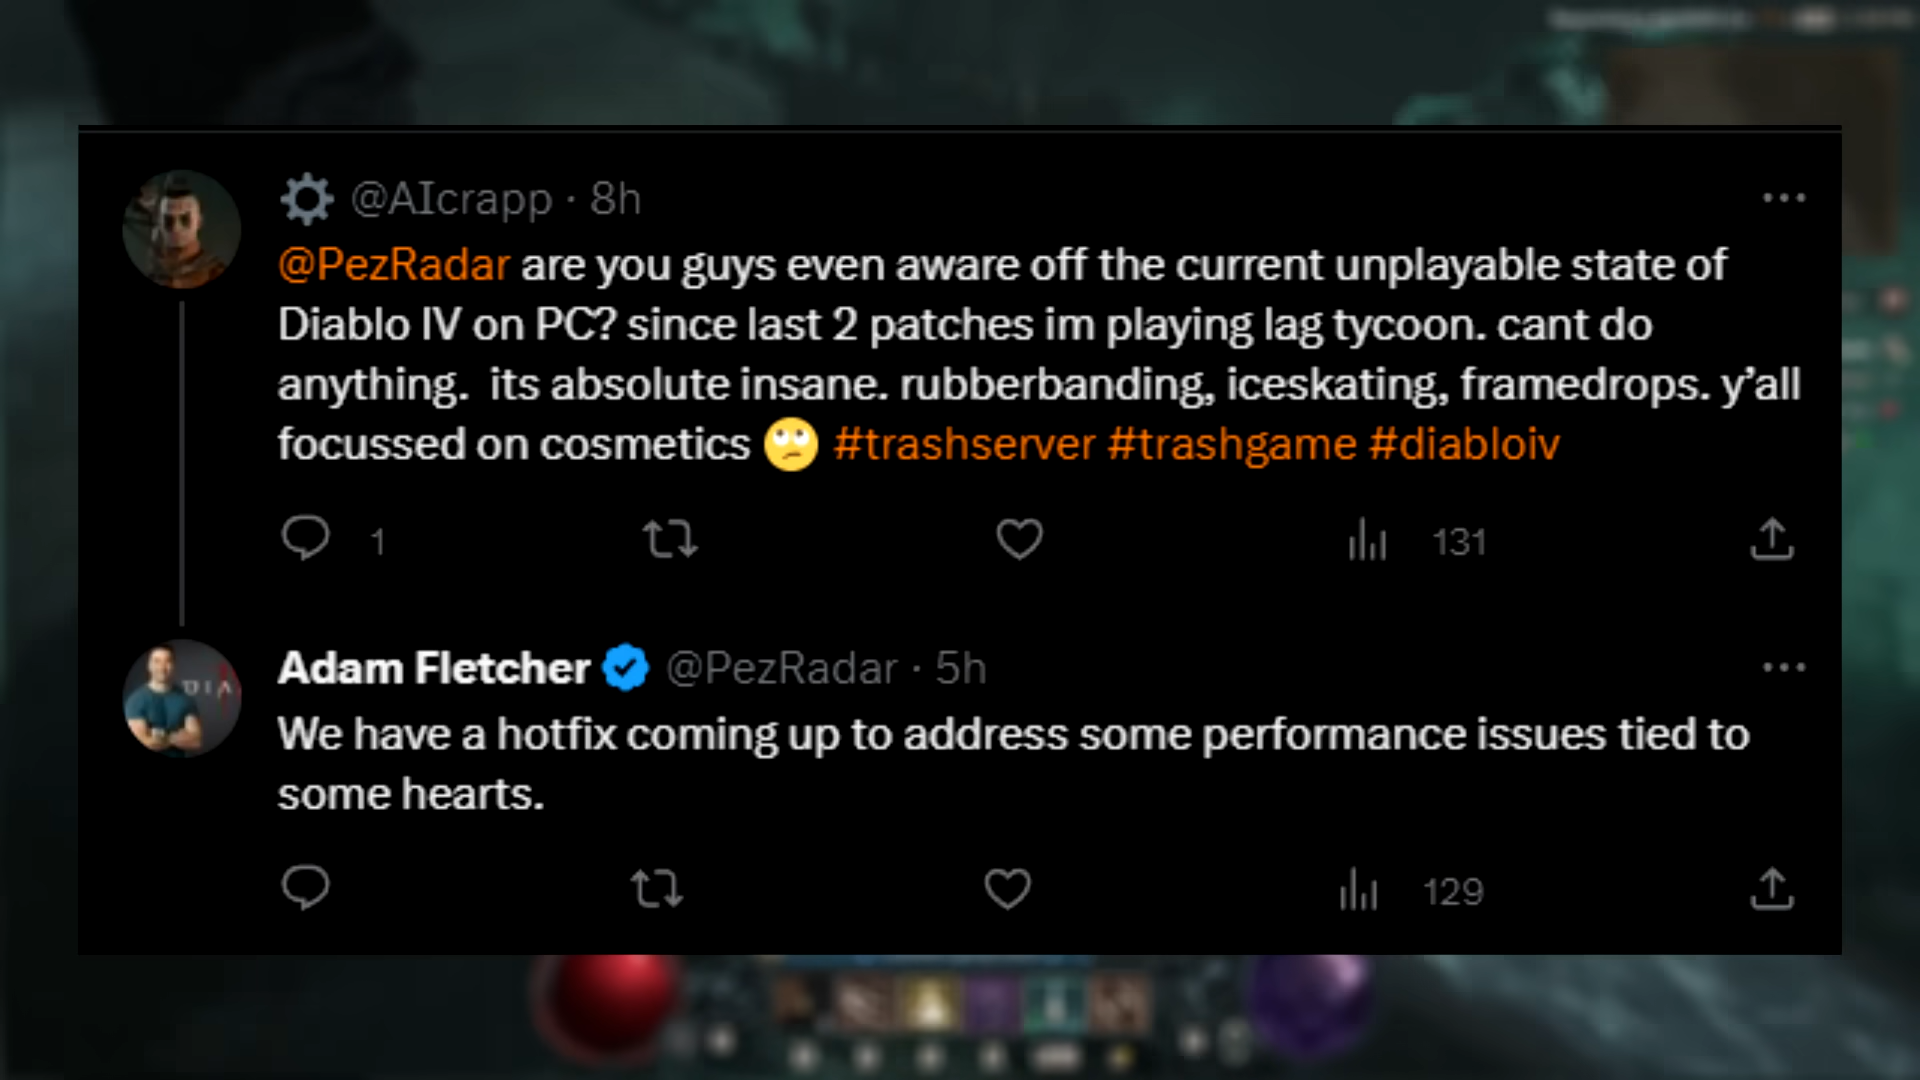 @AIcrapp · 8h
@PezRadar are you guys even aware off the current unplayable state of
Diablo IV on PC? since last 2 patches im playing lag tycoon. cant do
anything.  its absolute insane. rubberbanding, iceskating, framedrops. y’all
focussed on cosmetics 🙄 #trashserver #trashgame #diabloiv
1
131
Adam Fletcher @PezRadar · 5h
DIA
We have a hotfix coming up to address some performance issues tied to
some hearts.
129